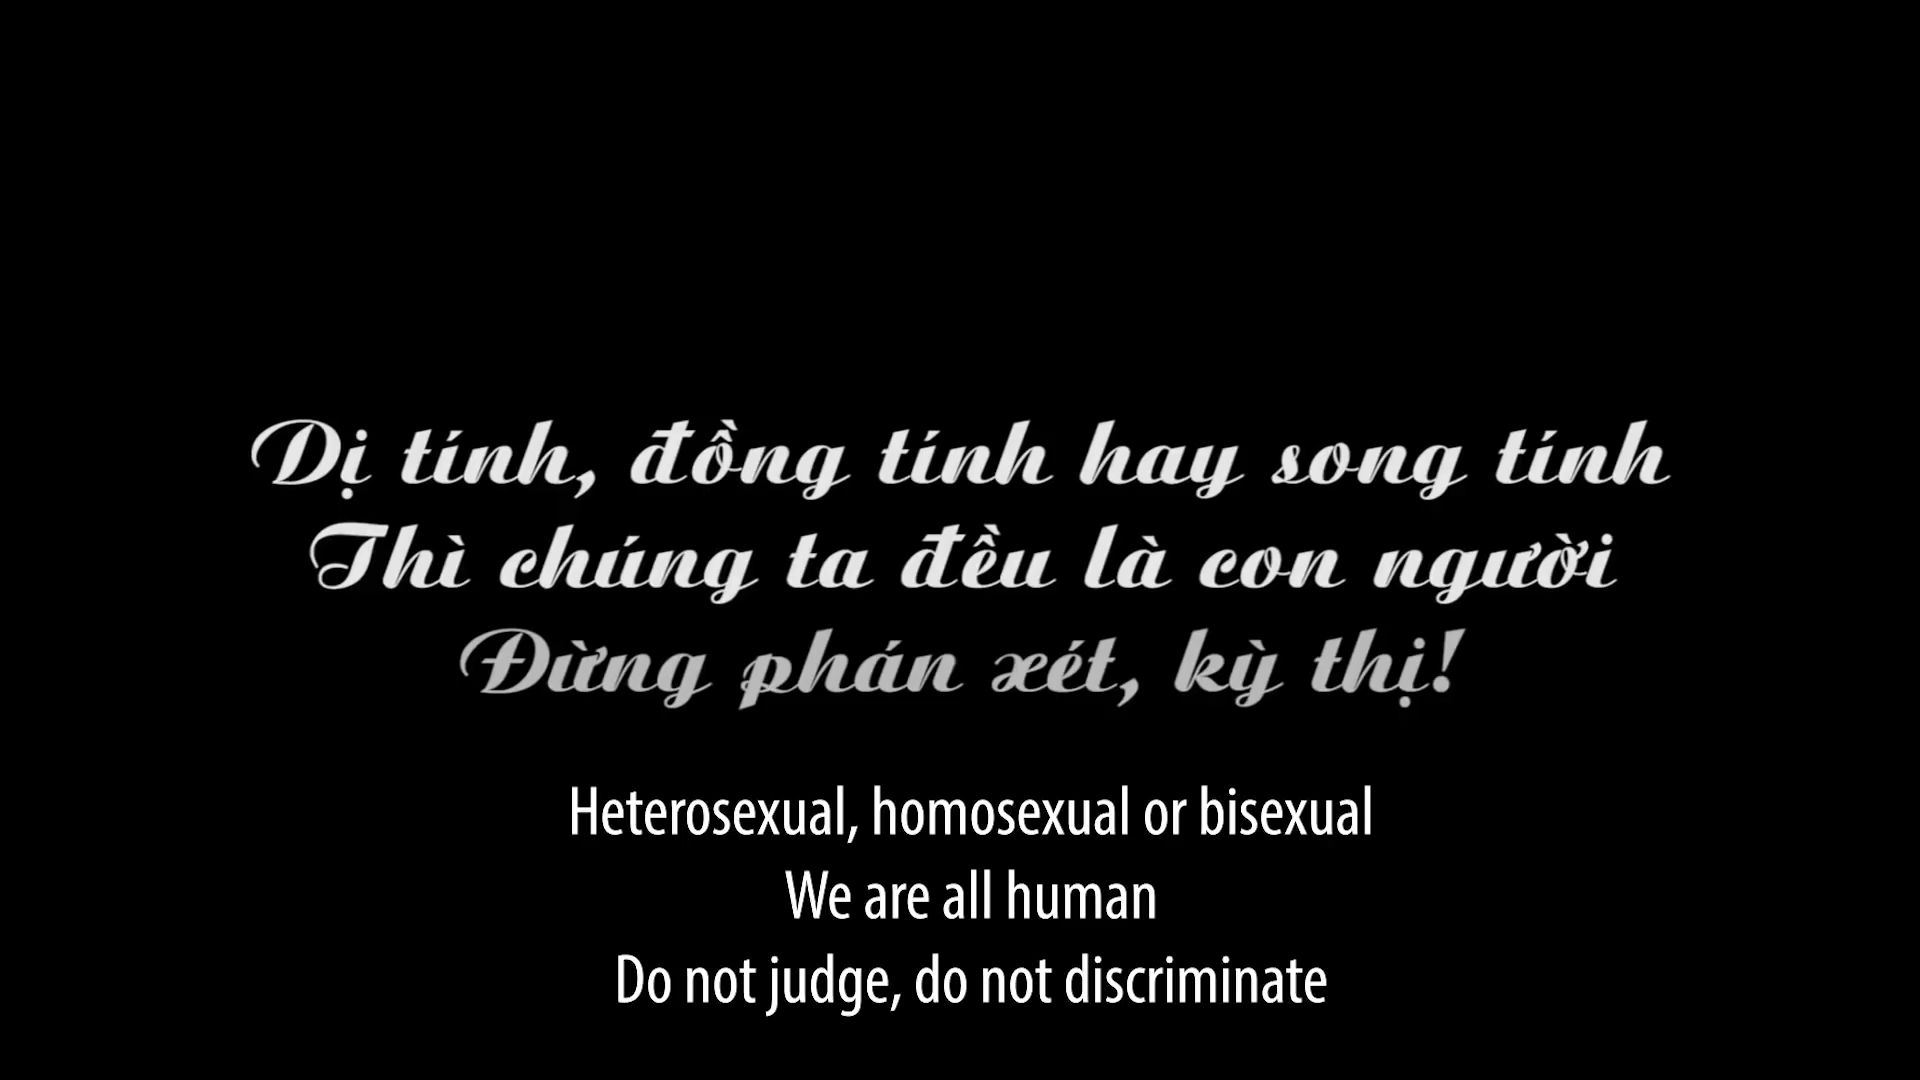 Dị tính, đồng tính hay song tính
Thì chúng ta đều là con người
Đừng phán xét, kỳ thị!
Heterosexual, homosexual or bisexual
We are all human
Do not judge, do not discriminate